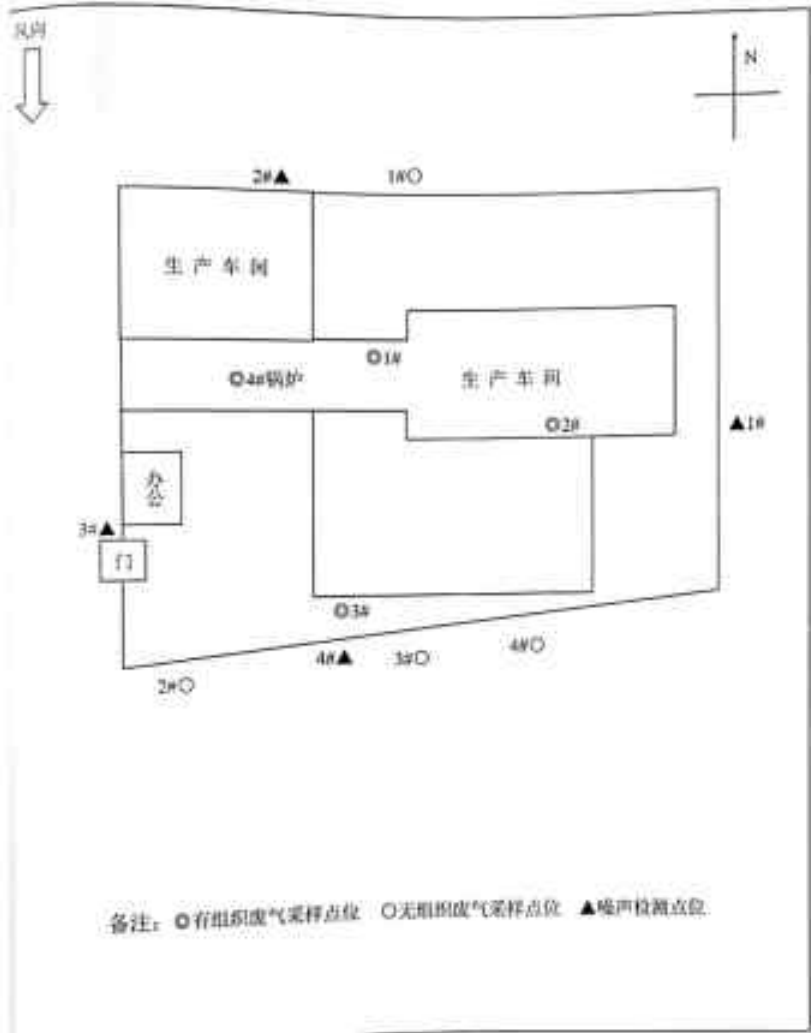 风向
N
2#▲ 1#○
生产车间
◎1#
◎4#锅炉
生产车间
◎2#
▲1#
办公
3#▲
门
◎3#
4#▲ 3#○ 4#○
2#○
备注：◎有组织废气采样点位 ○无组织废气采样点位 ▲噪声检测点位